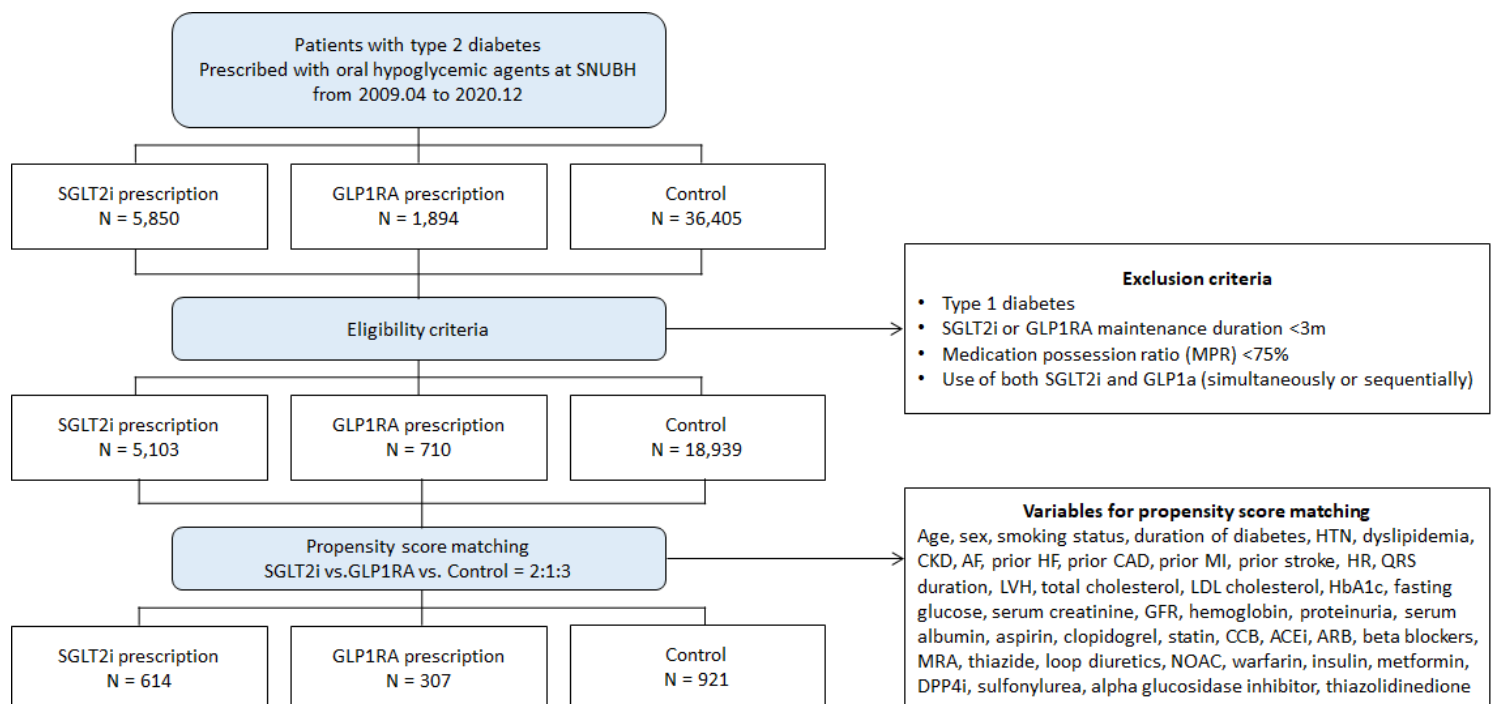 Patients with type 2 diabetes
Prescribed with oral hypoglycemic agents at SNUBH
from 2009.04 to 2020.12
SGLT2i prescription
N = 5,850
GLP1RA prescription
N = 1,894
Control
N = 36,405
Eligibility criteria
Exclusion criteria
• Type 1 diabetes
• SGLT2i or GLP1RA maintenance duration <3m
• Medication possession ratio (MPR) <75%
• Use of both SGLT2i and GLP1a (simultaneously or sequentially)
SGLT2i prescription
N = 5,103
GLP1RA prescription
N = 710
Control
N = 18,939
Propensity score matching
SGLT2i vs.GLP1RA vs. Control = 2:1:3
Variables for propensity score matching
Age, sex, smoking status, duration of diabetes, HTN, dyslipidemia,
CKD, AF, prior HF, prior CAD, prior MI, prior stroke, HR, QRS
duration, LVH, total cholesterol, LDL cholesterol, HbA1c, fasting
glucose, serum creatinine, GFR, hemoglobin, proteinuria, serum
albumin, aspirin, clopidogrel, statin, CCB, ACEi, ARB, beta blockers,
MRA, thiazide, loop diuretics, NOAC, warfarin, insulin, metformin,
DPP4i, sulfonylurea, alpha glucosidase inhibitor, thiazolidinedione
SGLT2i prescription
N = 614
GLP1RA prescription
N = 307
Control
N = 921